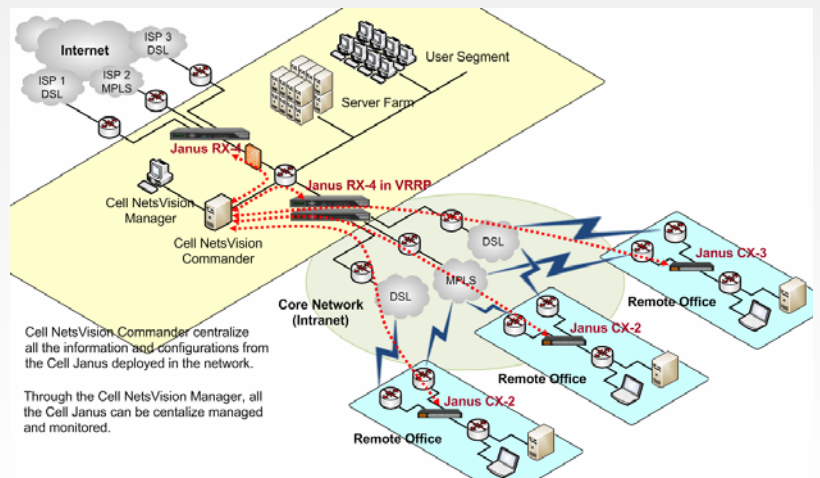 ISP 3
DSL
Internet
ISP 2
MPLS
ISP 1
DSL
User Segment
Server Farm
Janus RX-4
Janus RX-4 in VRRP
Cell NetsVision
Manager
Cell NetsVision
Commander
DSL
Janus CX-3
MPLS
DSL
Core Network
(Intranet)
Remote Office
Janus CX-2
Remote Office
Janus CX-2
Remote Office
Cell NetsVision Commander centralize
all the information and configurations from
the Cell Janus deployed in the network.
Through the Cell NetsVision Manager, all
the Cell Janus can be centalize managed
and monitored.